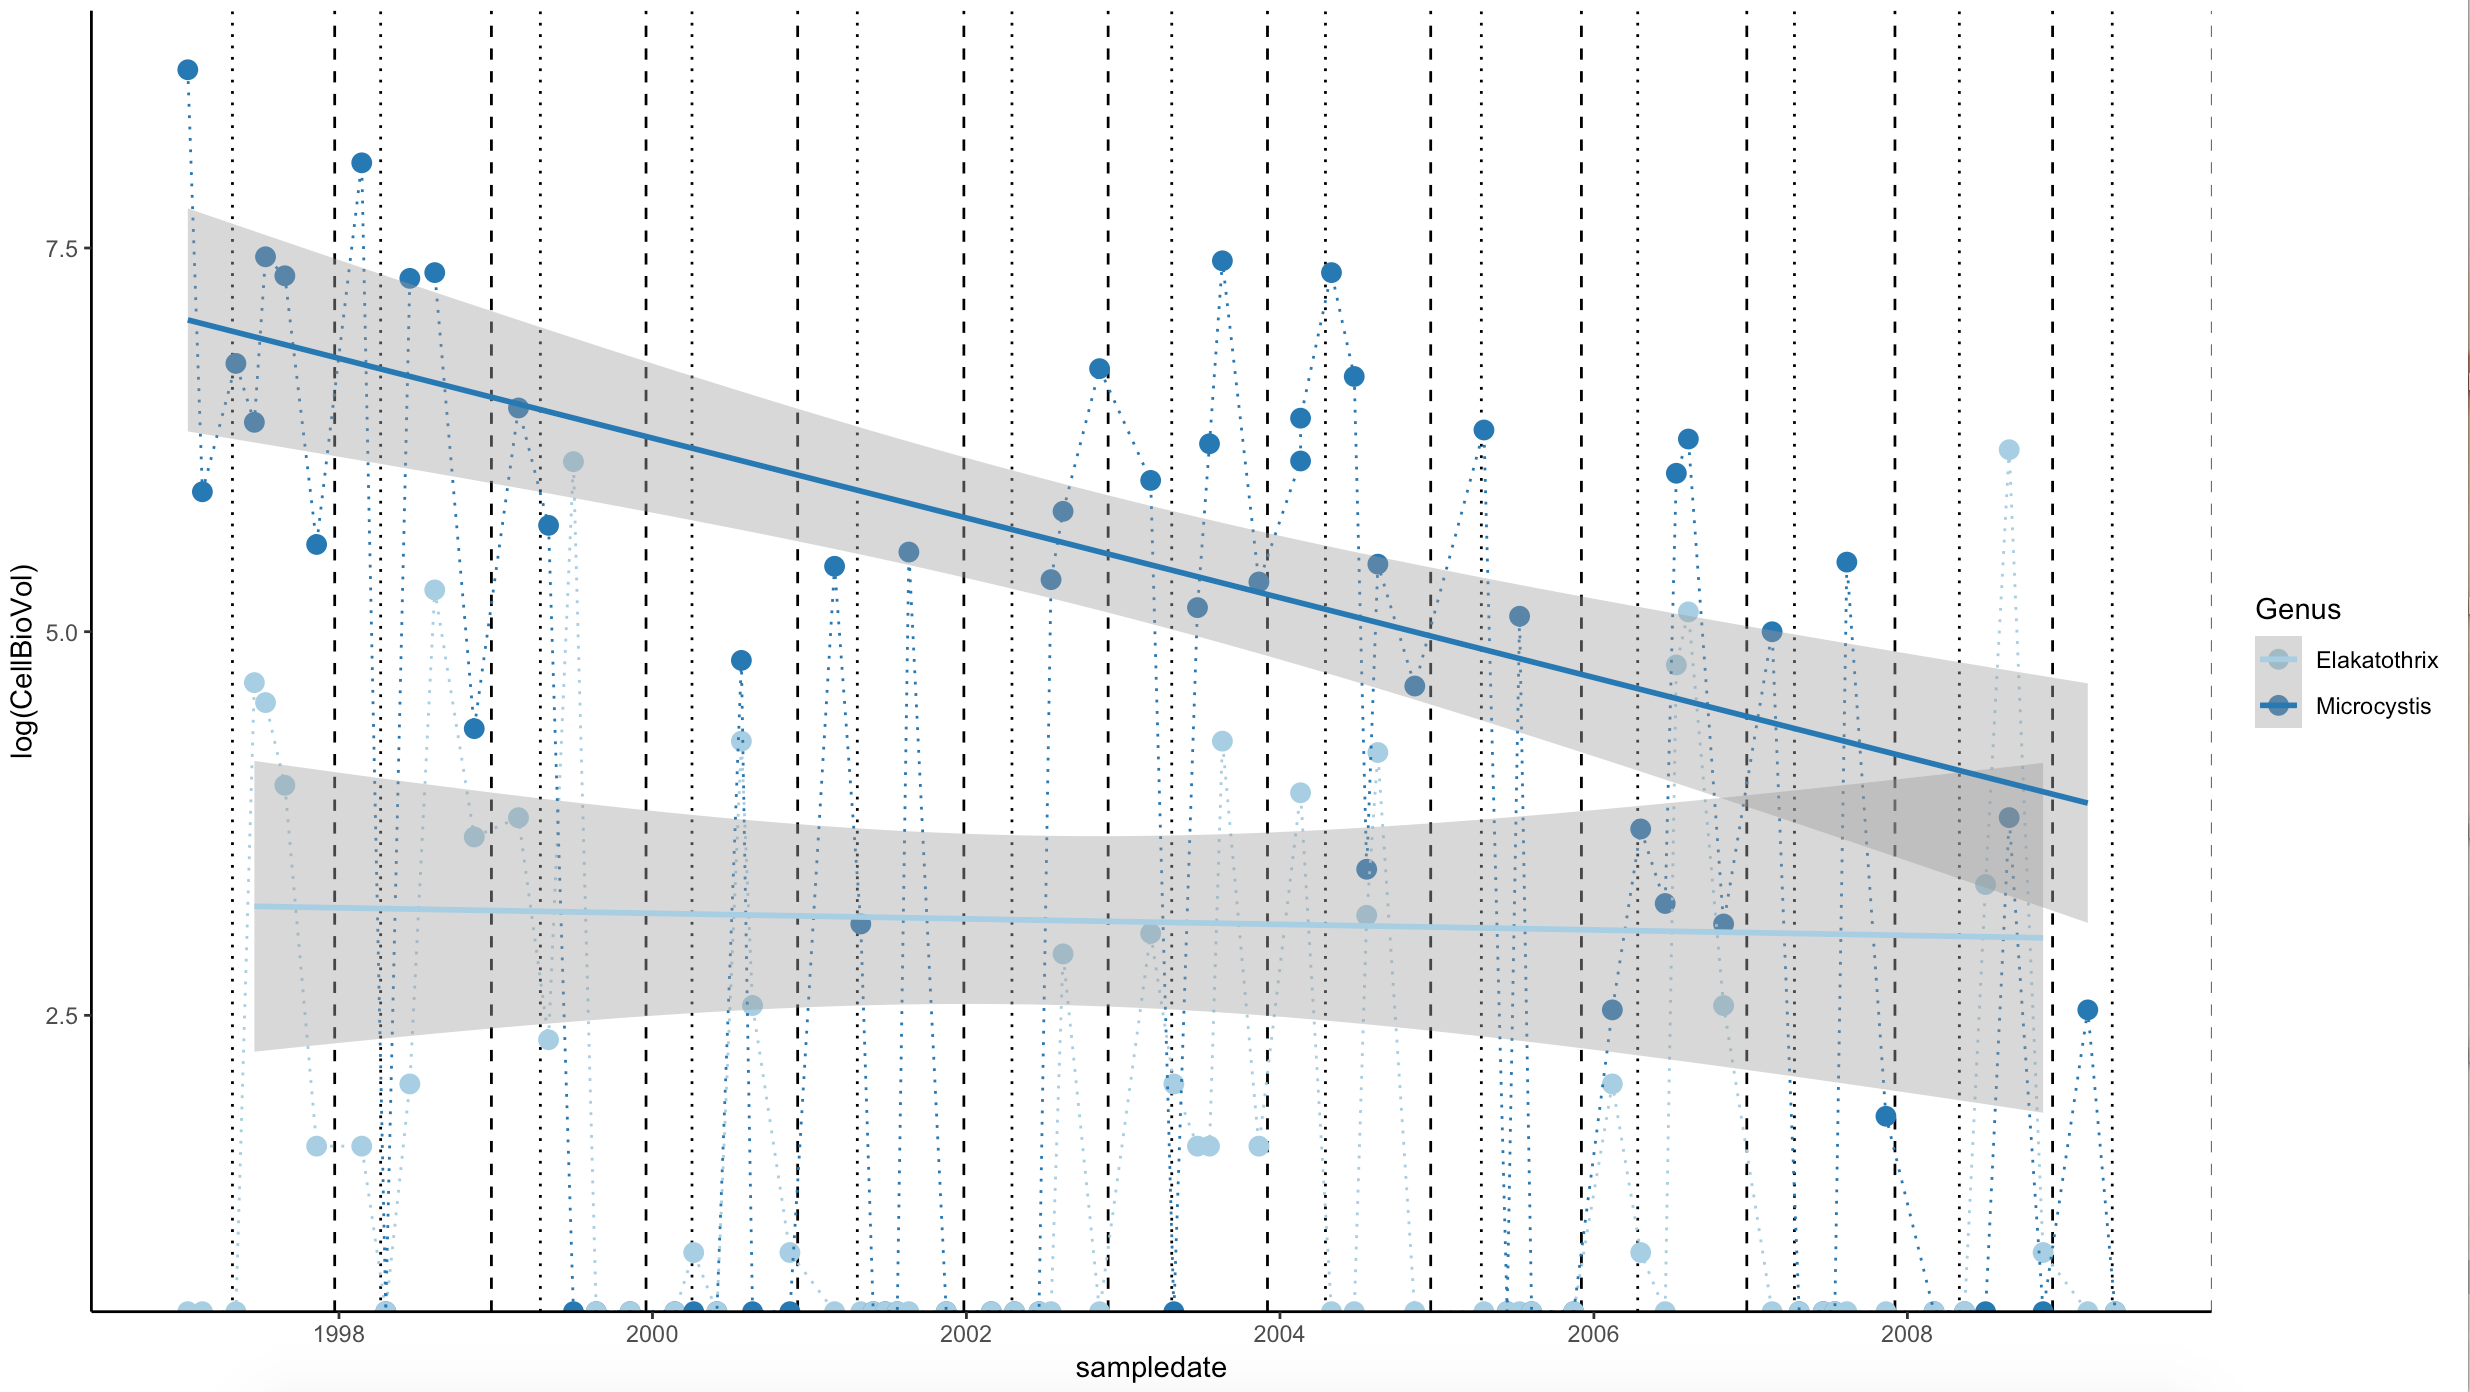 log(CellBioVol)
7.5
5.0
2.5
1998 2000 2002 2004 2006 2008
sampledate
Genus
Elakatothrix
Microcystis